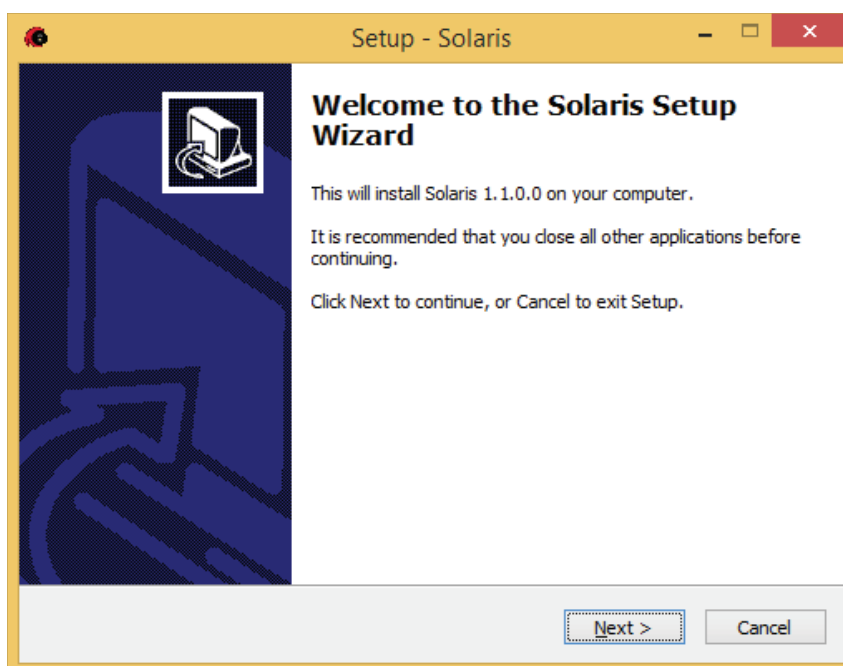 Setup - Solaris
Welcome to the Solaris Setup
Wizard
This will install Solaris 1.1.0.0 on your computer.
It is recommended that you close all other applications before
continuing.
Click Next to continue, or Cancel to exit Setup.
Next >
Cancel